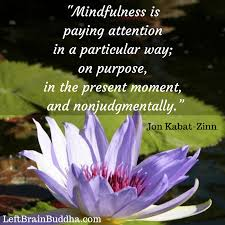 "Mindfulness is
paying attention
in a particular way;
on purpose,
in the present moment,
and nonjudgmentally."
Jon Kabat-Zinn
LeftBrainBuddha.com